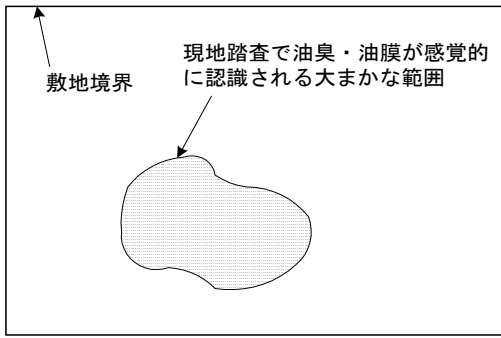 現地踏査で油臭・油膜が感覚的
に認識される大まかな範囲
敷地境界